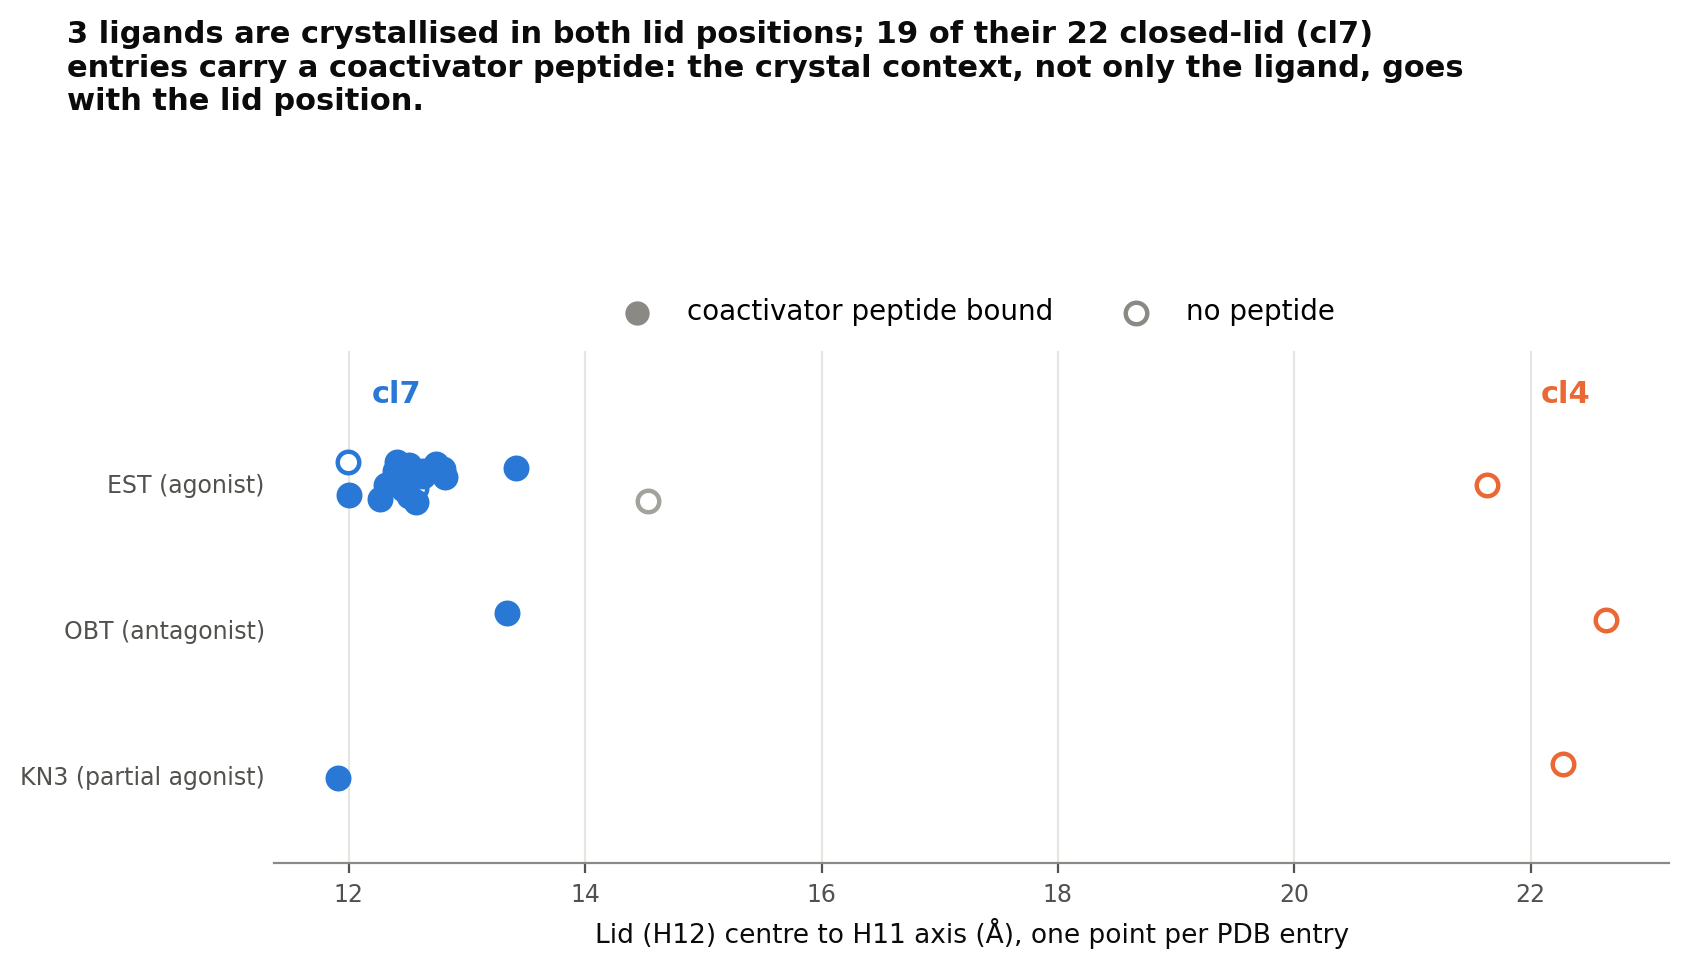 3 ligands are crystallised in both lid positions; 19 of their 22 closed-lid (cl7)
entries carry a coactivator peptide: the crystal context, not only the ligand, goes
with the lid position.
coactivator peptide bound
no peptide
cl7
cl4
EST (agonist)
OBT (antagonist)
KN3 (partial agonist)
12
14
16
18
20
22
Lid (H12) centre to H11 axis (Å), one point per PDB entry